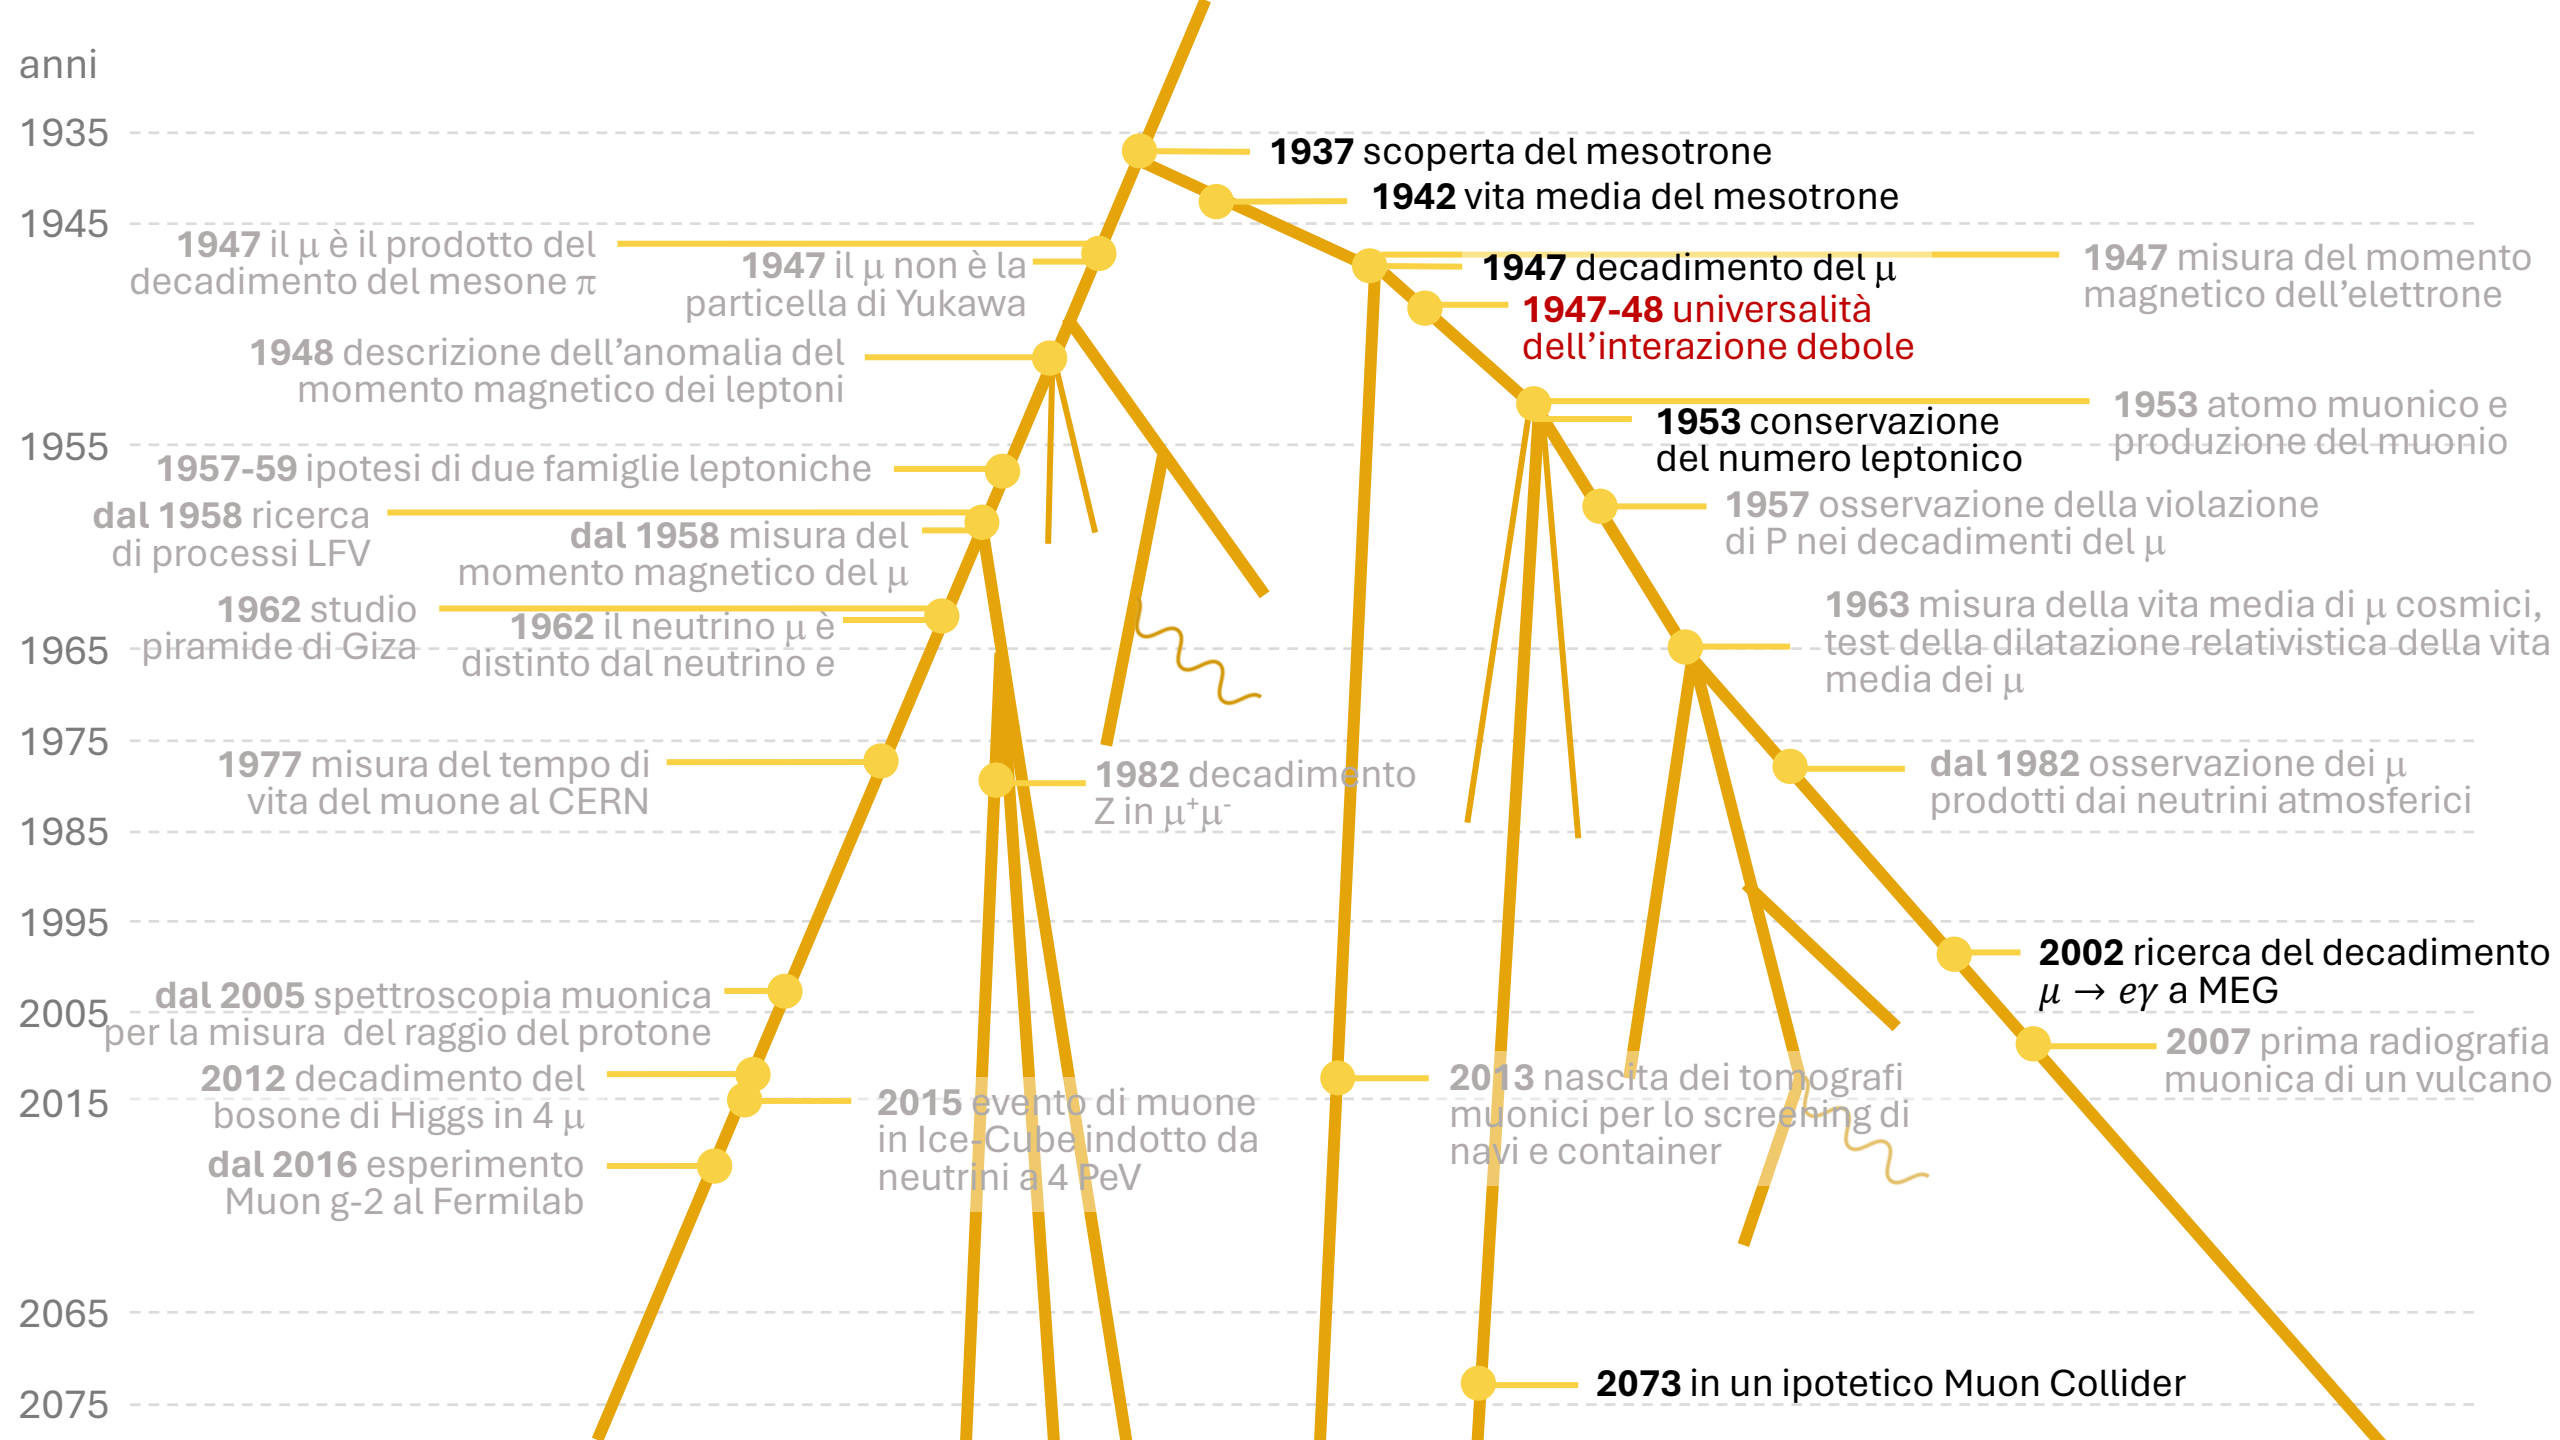 anni
1935
1937 scoperta del mesotrone
1942 vita media del mesotrone
1945
1947 il μ è il prodotto del
decadimento del mesone π
1947 il μ non è la
particella di Yukawa
1947 decadimento del μ
1947 misura del momento
magnetico dell’elettrone
1947-48 universalità
dell’interazione debole
1948 descrizione dell’anomalia del
momento magnetico dei leptoni
1953 atomo muonico e
produzione del muonio
1953 conservazione
del numero leptonico
1955
1957-59 ipotesi di due famiglie leptoniche
1957 osservazione della violazione
di P nei decadimenti del μ
dal 1958 ricerca
di processi LFV
dal 1958 misura del
momento magnetico del μ
1962 studio
piramide di Giza
1962 il neutrino μ è
distinto dal neutrino e
1963 misura della vita media di μ cosmici,
test della dilatazione relativistica della vita
media dei μ
1965
1975
1977 misura del tempo di
vita del muone al CERN
1982 decadimento
Z in μ⁺μ⁻
dal 1982 osservazione dei μ
prodotti dai neutrini atmosferici
1985
1995
2002 ricerca del decadimento
μ → eγ a MEG
dal 2005 spettroscopia muonica
per la misura del raggio del protone
2005
2007 prima radiografia
muonica di un vulcano
2012 decadimento del
bosone di Higgs in 4 μ
2013 nascita dei tomografi
muonici per lo screening di
navi e container
2015
2015 evento di muone
in Ice-Cube indotto da
neutrini a 4 PeV
dal 2016 esperimento
Muon g-2 al Fermilab
2065
2073 in un ipotetico Muon Collider
2075